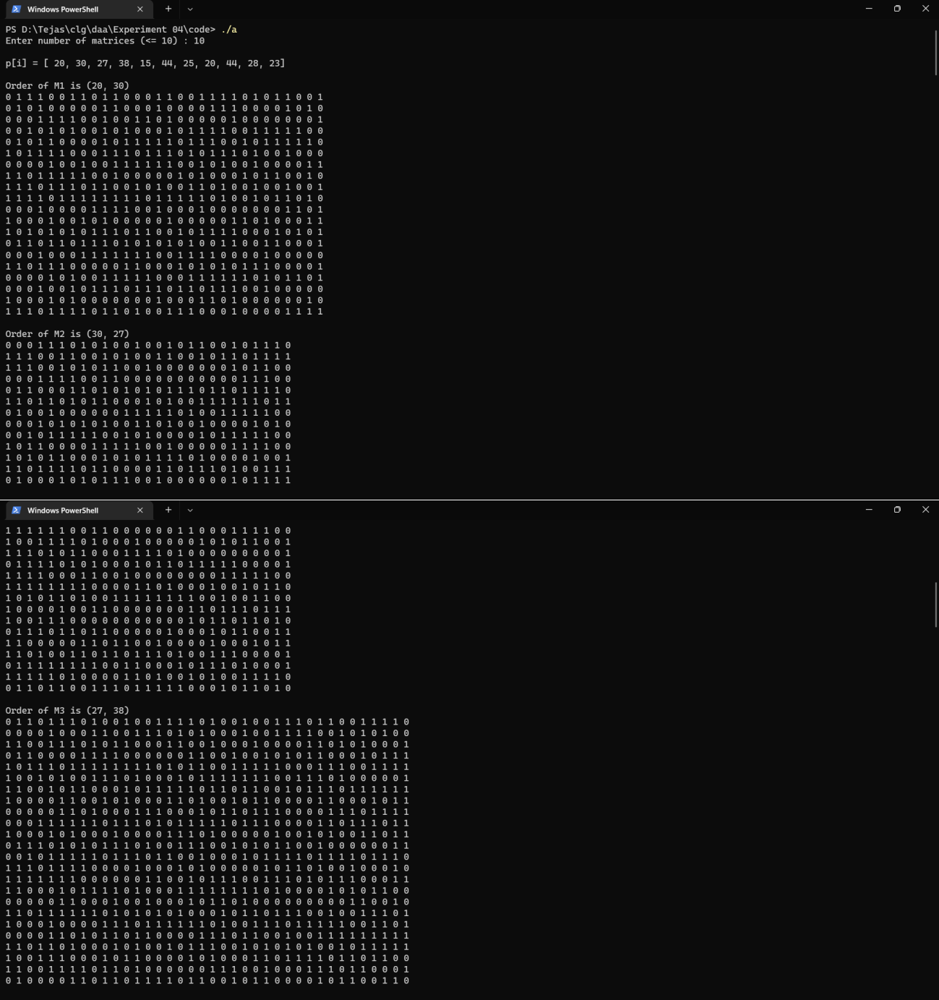 Windows PowerShell
PS D:\Tejas\clg\daa\Experiment 04\code> ./a
Enter number of matrices (<= 10) : 10
p[i] = [ 20, 30, 27, 38, 15, 44, 25, 20, 44, 28, 23]
Order of M1 is (20, 30)
0 1 1 1 0 0 1 1 0 1 1 0 0 0 1 1 0 0 1 1 1 1 0 1 0 1 1 0 0 1
0 1 0 1 0 0 0 0 0 1 1 0 0 0 1 0 0 0 0 1 1 1 0 0 0 0 1 0 1 0
0 0 0 1 1 1 1 0 0 1 0 0 1 1 0 1 0 0 0 0 0 1 0 0 0 0 0 0 0 1
0 0 1 0 1 0 1 0 0 1 0 1 0 0 0 1 0 1 1 1 1 0 0 1 1 1 1 1 0 0
0 1 0 1 1 0 0 0 0 1 0 1 1 1 1 1 0 1 1 1 0 0 1 0 1 1 1 1 1 0
1 0 1 1 1 1 0 0 0 1 1 1 0 1 1 1 0 1 0 1 1 1 0 1 0 0 1 0 0 0
0 0 0 0 1 0 0 1 0 0 1 1 1 1 1 1 0 0 1 0 1 0 0 1 0 0 0 0 1 1
1 1 0 1 1 1 1 1 0 0 1 0 0 0 0 0 1 0 1 0 0 0 1 0 1 1 0 0 1 0
1 1 1 0 1 1 1 0 1 1 0 0 1 0 1 0 0 1 1 0 1 0 0 1 0 0 1 0 0 1
1 1 1 1 0 1 1 1 1 1 1 1 1 0 1 1 1 1 1 0 1 0 0 1 0 1 1 0 1 0
0 0 0 1 0 0 0 0 1 1 1 1 0 0 1 0 0 1 0 0 0 0 0 0 0 0 1 1 0 1
1 0 0 0 1 0 0 1 0 1 0 0 0 0 0 1 0 0 0 0 0 1 1 0 1 0 0 0 1 1
1 0 1 0 1 0 1 0 1 1 1 0 1 1 0 0 1 0 1 1 1 1 0 0 0 1 0 1 0 1
0 1 1 0 1 1 0 1 1 1 0 1 0 1 0 1 0 1 0 0 1 1 0 0 1 1 0 0 0 1
0 0 0 1 0 0 0 1 1 1 1 1 1 1 0 0 1 1 1 1 0 0 0 0 1 0 0 0 0 0
1 1 0 1 1 1 0 0 0 0 0 1 1 0 0 0 1 0 1 0 1 0 1 1 1 0 0 0 0 1
0 0 0 0 1 0 1 0 0 1 1 1 1 1 0 0 0 1 1 1 1 1 1 0 1 0 1 1 0 1
0 0 0 1 0 0 1 0 1 1 1 0 1 1 1 0 1 1 0 1 1 1 0 0 1 0 0 0 0 0
1 0 0 0 1 0 1 0 0 0 0 0 0 0 1 0 0 0 1 1 0 1 0 0 0 0 0 0 1 0
1 1 1 0 1 1 1 1 0 1 1 0 1 0 0 1 1 1 0 0 0 1 0 0 0 0 1 1 1 1
Order of M2 is (30, 27)
0 0 0 1 1 1 0 1 0 1 0 0 1 0 0 1 0 1 1 0 0 1 0 1 1 1 0
1 1 1 0 0 1 1 0 0 1 0 1 0 0 1 1 0 0 1 0 1 1 0 1 1 1 1
1 1 1 0 0 1 0 1 0 1 1 0 0 1 0 0 0 0 0 0 0 1 0 1 1 0 0
0 0 0 1 1 1 1 0 0 1 1 0 0 0 0 0 0 0 0 0 0 0 1 1 1 0 0
0 1 1 0 0 0 1 1 0 1 0 1 0 1 0 1 1 1 0 1 1 0 1 1 1 1 0
1 1 0 1 1 0 1 0 1 1 0 0 0 1 0 1 0 0 1 1 1 1 1 1 0 1 1
0 1 0 0 1 0 0 0 0 0 0 1 1 1 1 1 0 1 0 0 1 1 1 1 1 0 0
0 0 0 1 0 1 0 1 0 1 0 0 1 1 0 1 0 0 1 0 0 0 0 1 0 1 0
0 0 1 0 1 1 1 1 1 0 0 1 0 1 0 0 0 0 1 0 1 1 1 1 1 0 0
1 0 1 1 0 0 0 0 1 1 1 1 1 0 0 1 0 0 0 0 0 1 1 1 1 0 0
1 0 1 0 1 1 0 0 0 1 0 1 0 1 1 1 1 0 1 0 0 0 0 1 0 0 1
1 1 0 1 1 1 1 0 1 1 0 0 0 0 1 1 0 1 1 1 0 1 0 0 1 1 1
0 1 0 0 0 1 0 1 0 1 1 1 0 0 1 0 0 0 0 0 0 1 0 1 1 1 1
Windows PowerShell
1 1 1 1 1 1 0 0 1 1 0 0 0 0 0 0 1 1 0 0 0 1 1 1 1 0 0
1 0 0 1 1 1 1 0 1 0 0 0 1 0 0 0 0 0 1 0 1 0 1 1 0 0 1
1 1 1 0 1 0 1 1 0 0 0 1 1 1 1 0 1 0 0 0 0 0 0 0 0 0 1
0 1 1 1 1 0 1 0 1 0 0 0 1 0 1 1 0 1 1 1 1 1 0 0 0 0 1
1 1 1 1 0 0 0 1 1 0 0 1 0 0 0 0 0 0 0 0 1 1 1 1 1 0 0
1 1 1 1 1 1 1 1 0 0 0 0 1 1 0 1 0 0 0 1 0 0 1 0 1 1 0
1 0 1 0 1 1 0 1 0 0 1 1 1 1 1 1 1 1 0 0 1 0 0 1 1 0 0
1 0 0 0 0 1 0 0 1 1 0 0 0 0 0 0 0 1 1 0 1 1 1 0 1 1 1
1 0 0 1 1 1 0 0 0 0 0 0 0 0 0 0 0 1 0 1 1 0 1 1 0 1 0
0 1 1 1 0 1 1 0 1 1 0 0 0 0 0 1 0 0 0 1 0 1 1 0 0 1 1
1 1 0 0 0 0 0 1 1 0 1 1 0 0 1 0 0 0 0 1 0 0 0 1 0 1 1
1 1 0 1 0 0 1 1 0 1 1 0 1 1 1 0 1 0 0 1 1 1 0 0 0 0 1
0 1 1 1 1 1 1 1 1 0 0 1 1 0 0 0 1 0 1 1 1 0 1 0 0 0 1
1 1 1 1 1 0 1 0 0 0 0 1 1 0 1 0 0 1 0 1 0 0 1 1 1 1 0
0 1 1 0 1 1 0 0 1 1 1 0 1 1 1 1 1 0 0 0 1 0 1 1 0 1 0
Order of M3 is (27, 38)
0 1 1 0 1 1 1 0 1 0 0 1 0 0 1 1 1 1 0 1 0 0 1 0 0 1 1 1 0 1 1 0 0 1 1 1 1 0
0 0 0 0 1 0 0 0 1 1 0 0 1 1 1 0 1 0 1 0 0 0 1 0 0 1 1 1 1 0 0 1 0 1 0 1 0 0
1 1 0 0 1 1 1 0 1 0 1 1 0 0 0 1 1 0 0 1 0 0 0 1 0 0 0 0 1 1 0 1 0 1 0 0 0 1
0 1 1 0 0 0 0 1 1 1 1 0 0 0 0 0 0 1 1 0 0 1 0 0 1 0 1 0 1 1 0 0 0 1 0 1 1 1
1 0 1 1 1 0 1 1 1 1 1 1 1 1 0 1 0 1 1 0 0 1 1 1 1 1 0 0 0 1 1 1 0 0 1 1 1 1
1 0 0 1 0 1 0 0 1 1 1 0 1 0 0 0 1 0 1 1 1 1 1 1 1 0 0 1 1 1 0 1 0 0 0 0 0 1
1 1 0 0 1 0 1 1 0 0 0 1 0 1 1 1 1 1 0 1 1 0 1 1 0 0 1 0 1 1 1 0 1 1 1 1 1 1
1 0 0 0 0 1 1 0 0 1 0 1 0 0 0 1 1 0 1 0 0 1 0 1 1 0 0 0 0 1 1 0 0 0 1 0 1 1
0 0 0 0 0 1 1 0 1 0 0 0 1 1 1 0 0 0 1 0 1 1 0 1 1 1 0 0 0 0 1 1 1 0 1 1 1 1
0 0 0 1 1 1 1 1 1 0 1 1 1 0 1 0 1 1 1 1 1 0 1 1 1 0 0 0 0 1 1 0 1 1 1 0 1 1
1 0 0 0 1 0 1 0 0 0 1 0 0 0 0 1 1 1 0 1 0 0 0 0 0 1 0 0 1 0 1 0 0 1 1 0 1 1
0 1 1 1 0 1 0 1 0 1 1 1 0 1 0 0 1 1 1 0 0 1 0 1 0 1 1 0 0 1 0 0 0 0 0 0 1 1
0 0 1 0 1 1 1 1 1 0 1 1 1 0 1 1 0 0 1 0 0 0 1 0 1 1 1 1 0 1 1 1 1 0 1 1 1 0
1 1 1 0 1 1 1 1 0 0 0 0 1 0 0 0 1 0 1 0 0 0 0 0 1 0 1 1 0 1 0 0 1 0 0 0 1 0
1 1 1 1 1 1 1 0 0 0 0 0 0 1 1 0 0 1 0 1 1 1 0 0 1 1 1 0 1 0 1 1 1 0 0 0 1 1
1 1 0 0 0 1 0 1 1 1 1 0 1 0 0 0 1 1 1 1 1 1 1 1 0 1 0 0 0 0 1 0 1 0 1 1 0 0
0 0 0 0 0 1 1 0 0 0 1 0 0 1 0 0 0 1 0 1 1 0 1 0 0 0 0 0 0 0 0 0 1 1 0 0 1 0
1 1 0 1 1 1 1 1 1 0 1 0 1 0 1 0 1 0 0 0 1 0 1 1 0 1 1 1 0 0 1 0 0 1 1 1 0 1
1 0 0 0 1 0 0 0 0 1 1 1 0 1 1 1 1 1 1 0 1 0 0 1 1 1 0 1 1 1 1 1 0 0 1 1 0 1
0 0 0 0 1 1 0 1 0 1 1 0 1 1 0 0 0 0 1 1 1 0 1 1 0 0 1 0 0 1 1 1 1 1 1 1 1 1
1 1 0 1 1 0 1 0 0 0 1 0 1 0 0 1 0 1 1 1 0 0 1 0 1 0 1 0 1 0 0 1 0 1 1 1 1 1
1 0 0 1 1 1 0 1 1 1 0 0 0 0 1 0 1 0 0 0 1 0 0 1 1 0 1 1 1 1 0 1 1 0 1 1 0 0
1 1 0 0 1 1 1 1 0 1 1 0 1 0 0 0 0 0 0 1 1 1 0 0 1 0 0 0 1 1 1 0 1 1 0 0 0 1
0 1 0 0 0 0 1 1 0 1 1 0 1 1 1 1 0 1 1 0 0 1 0 1 1 0 0 0 0 1 0 1 1 0 0 1 1 0